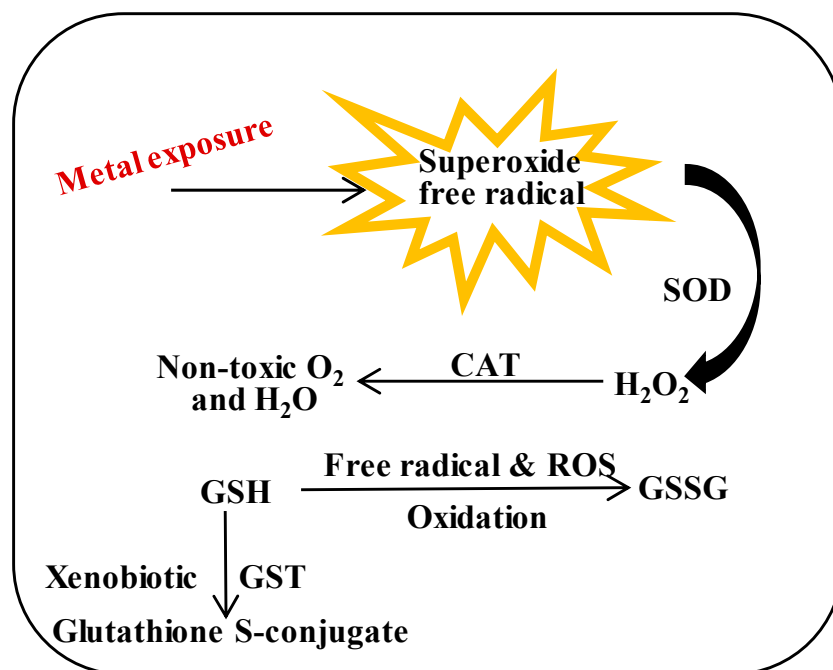 Metal exposure
Superoxide
free radical
SOD
Non-toxic O₂
and H₂O
CAT
H₂O₂
Free radical & ROS
GSH
GSSG
Oxidation
Xenobiotic
GST
Glutathione S-conjugate